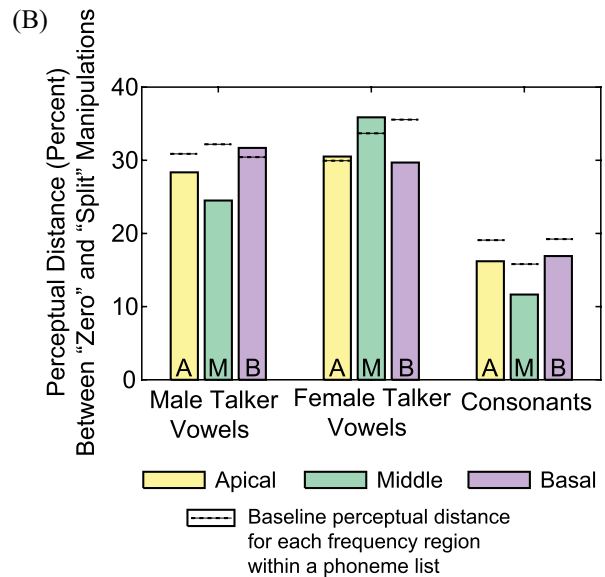 (B)
Perceptual Distance (Percent)
Between "Zero" and "Split" Manipulations
40
30
20
10
0
A M B
A M B
A M B
Male Talker
Vowels
Female Talker
Vowels
Consonants
Apical
Middle
Basal
Baseline perceptual distance
for each frequency region
within a phoneme list